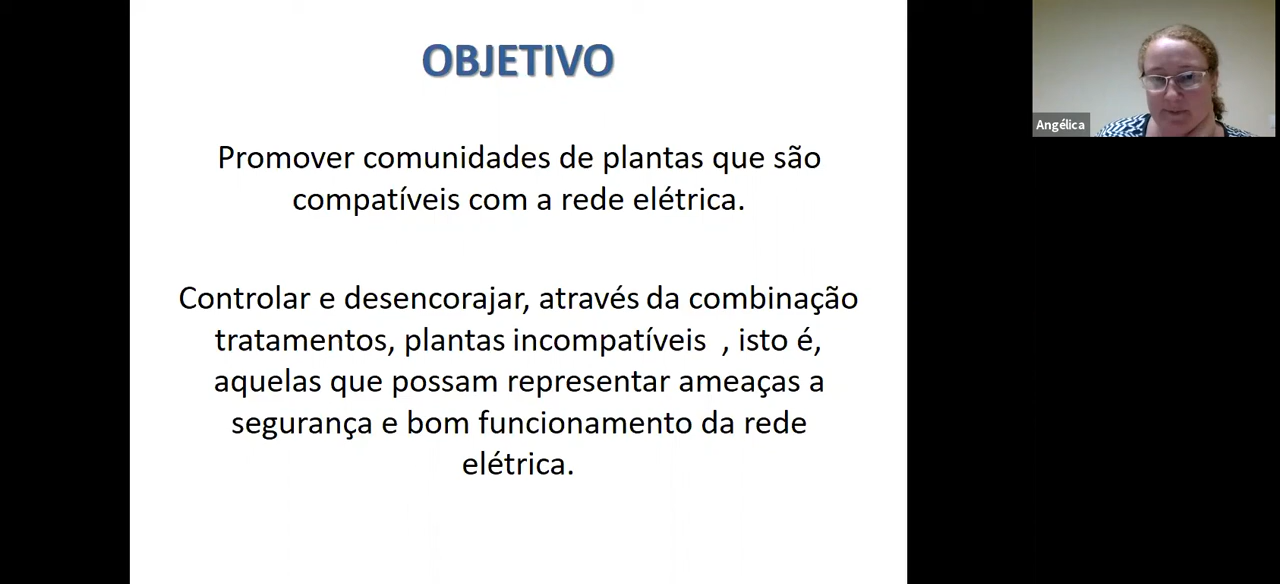 OBJETIVO
Promover comunidades de plantas que são
compatíveis com a rede elétrica.
Controlar e desencorajar, através da combinação
tratamentos, plantas incompatíveis , isto é,
aquelas que possam representar ameaças a
segurança e bom funcionamento da rede
elétrica.
Angélica